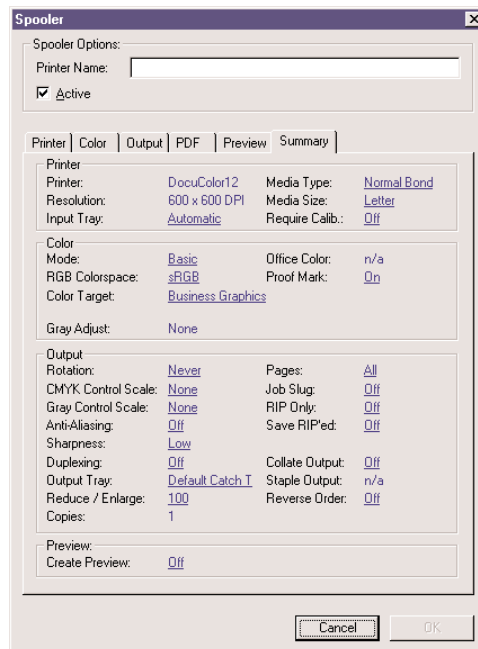 Spooler
Spooler Options:
Printer Name:
Active
Printer Color Output PDF Preview Summary
Printer
Printer: DocuColor12 Media Type: Normal Bond
Resolution: 600 x 600 DPI Media Size: Letter
Input Tray: Automatic Require Calib.: Off
Color
Mode: Basic Office Color: n/a
RGB Colorspace: sRGB Proof Mark: On
Color Target: Business Graphics
Gray Adjust: None
Output
Rotation: Never Pages: All
CMYK Control Scale: None Job Slug: Off
Gray Control Scale: None RIP Only: Off
Anti-Aliasing: Off Save RIP'ed: Off
Sharpness: Low
Duplexing: Off Collate Output: Off
Output Tray: Default Catch T Staple Output: n/a
Reduce / Enlarge: 100 Reverse Order: Off
Copies: 1
Preview:
Create Preview: Off
Cancel OK